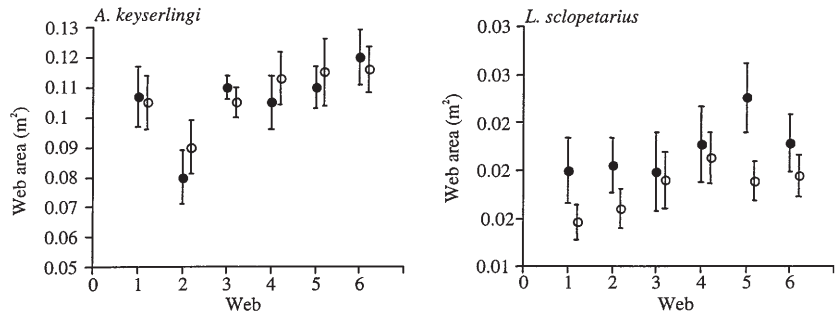 A. keyserlingi
0.13
0.12
0.11
0.1
0.09
0.08
0.07
0.06
0.05
Web area (m²)
0 1 2 3 4 5 6
Web
L. sclopetarius
0.03
0.03
0.02
0.02
0.02
0.01
Web area (m²)
0 1 2 3 4 5 6
Web